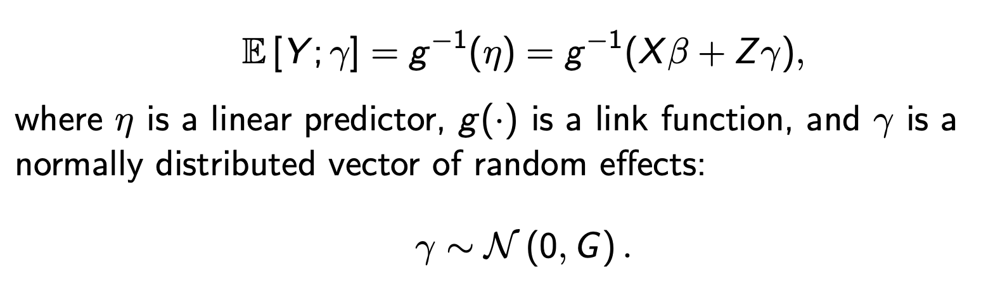 𝔼 [Y; γ] = g⁻¹(η) = g⁻¹(Xβ + Zγ),
where η is a linear predictor, g(·) is a link function, and γ is a
normally distributed vector of random effects:
γ ∼ 𝒩 (0, G) .